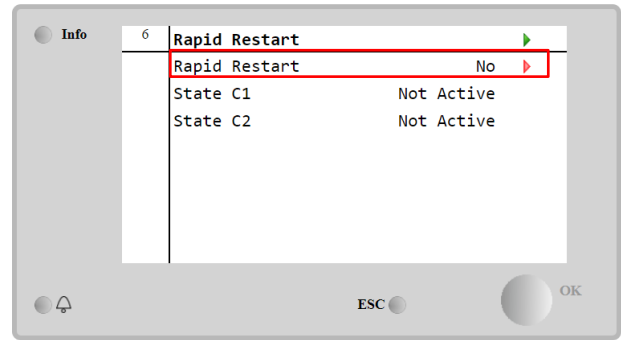 Info
6 Rapid Restart
Rapid Restart No
State C1 Not Active
State C2 Not Active
ESC
OK